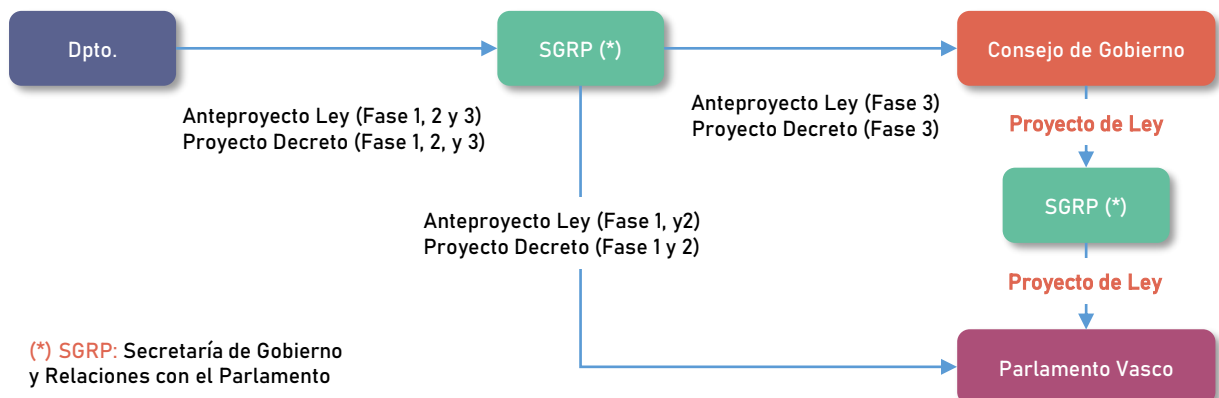 Dpto.
SGRP (*)
Consejo de Gobierno
Anteproyecto Ley (Fase 1, 2 y 3)
Proyecto Decreto (Fase 1, 2, y 3)
Anteproyecto Ley (Fase 3)
Proyecto Decreto (Fase 3)
Proyecto de Ley
SGRP (*)
Anteproyecto Ley (Fase 1, y2)
Proyecto Decreto (Fase 1 y 2)
Proyecto de Ley
(*) SGRP: Secretaría de Gobierno
y Relaciones con el Parlamento
Parlamento Vasco